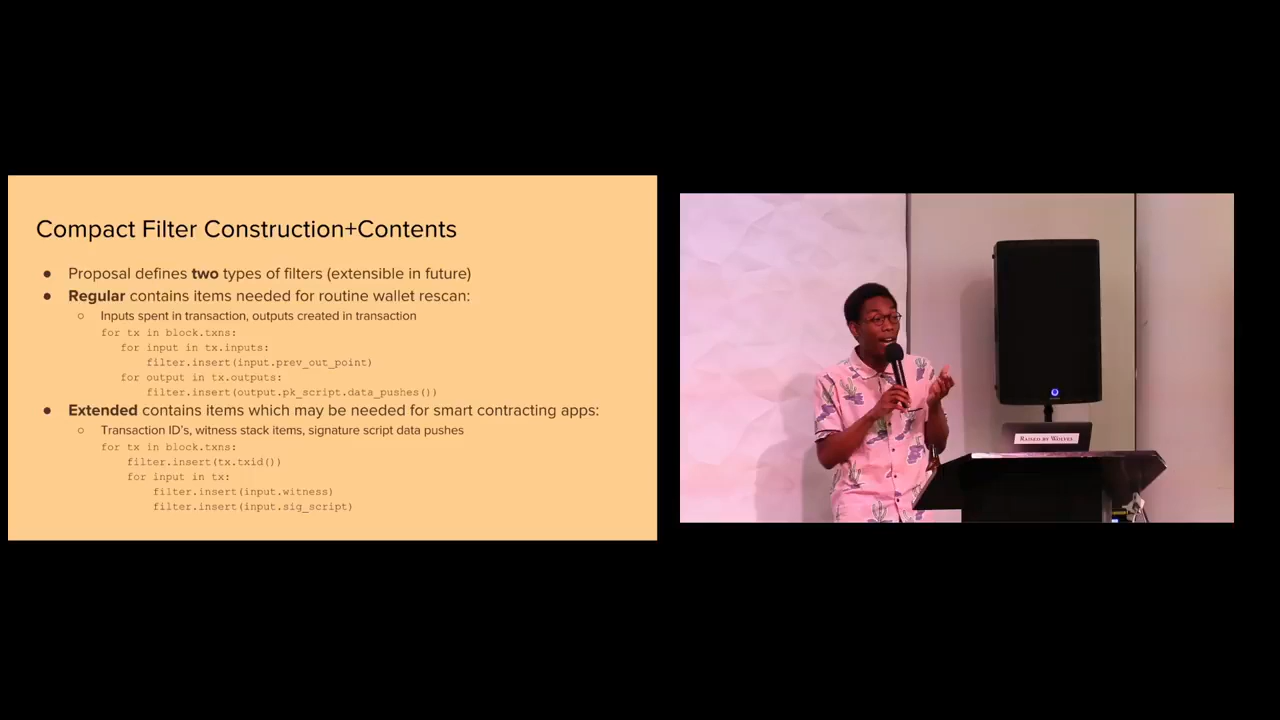 Compact Filter Construction+Contents
● Proposal defines two types of filters (extensible in future)
● Regular contains items needed for routine wallet rescan:
○ Inputs spent in transaction, outputs created in transaction
for tx in block.txns:
for input in tx.inputs:
filter.insert(input.prev_out_point)
for output in tx.outputs:
filter.insert(output.pk_script.data_pushes())
● Extended contains items which may be needed for smart contracting apps:
○ Transaction ID's, witness stack items, signature script data pushes
for tx in block.txns:
filter.insert(tx.txid())
for input in tx:
filter.insert(input.witness)
filter.insert(input.sig_script)
RAISED BY WOLVES